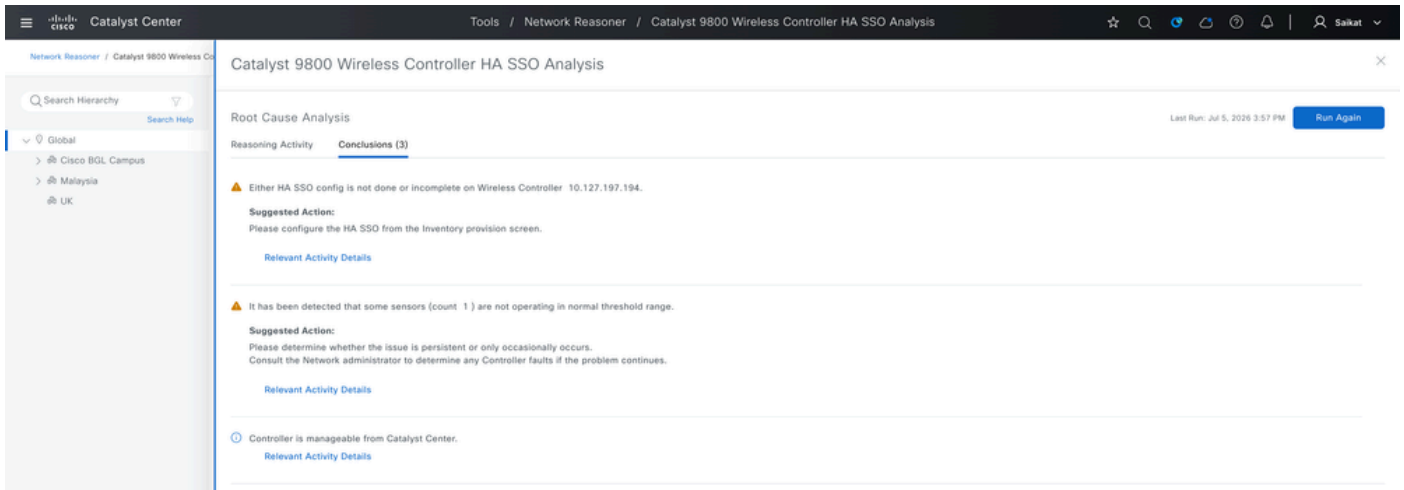 cisco
Catalyst Center
Tools / Network Reasoner / Catalyst 9800 Wireless Controller HA SSO Analysis
Saikat
Network Reasoner / Catalyst 9800 Wireless Co
Catalyst 9800 Wireless Controller HA SSO Analysis
Search Hierarchy
Search Help
Global
Cisco BGL Campus
Malaysia
UK
Root Cause Analysis
Last Run: Jul 5, 2026 3:57 PM
Run Again
Reasoning Activity
Conclusions (3)
Either HA SSO config is not done or incomplete on Wireless Controller 10.127.197.194.
Suggested Action:
Please configure the HA SSO from the Inventory provision screen.
Relevant Activity Details
It has been detected that some sensors (count 1 ) are not operating in normal threshold range.
Suggested Action:
Please determine whether the issue is persistent or only occasionally occurs.
Consult the Network administrator to determine any Controller faults if the problem continues.
Relevant Activity Details
Controller is manageable from Catalyst Center.
Relevant Activity Details